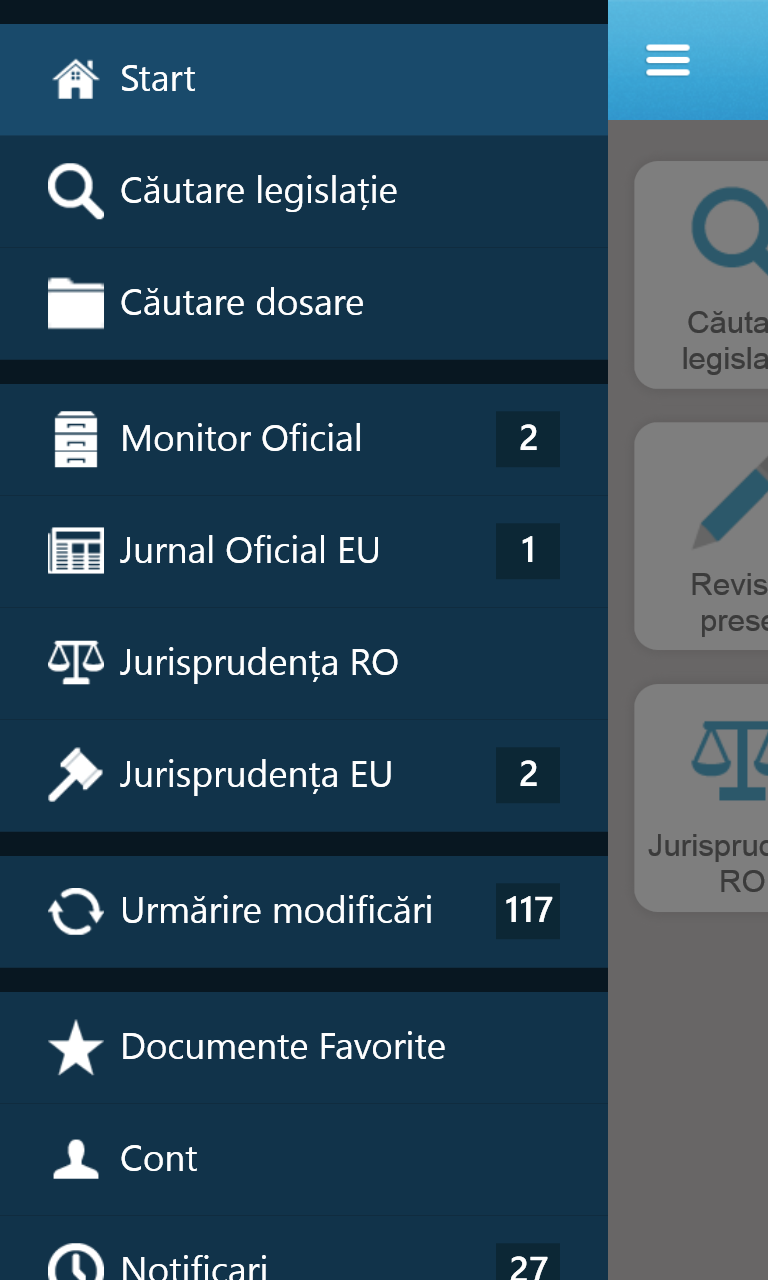 Start
Căutare legislație
Căutare dosare
Monitor Oficial 2
Jurnal Oficial EU 1
Jurisprudența RO
Jurisprudența EU 2
Urmărire modificări 117
Documente Favorite
Cont
Notificari 27
Căuta
legisla
Revis
prese
Jurispruc
RO